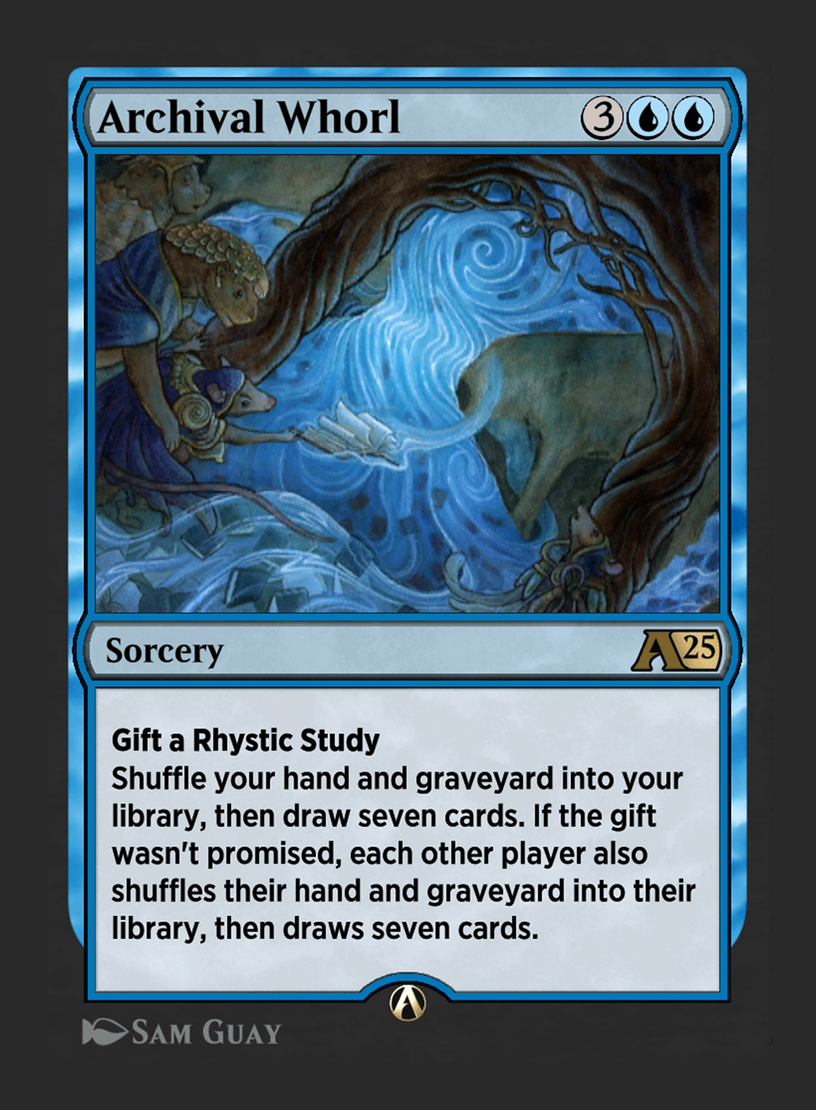 Archival Whorl 3
Sorcery A25
Gift a Rhystic Study
Shuffle your hand and graveyard into your
library, then draw seven cards. If the gift
wasn't promised, each other player also
shuffles their hand and graveyard into their
library, then draws seven cards.
A
Sam Guay